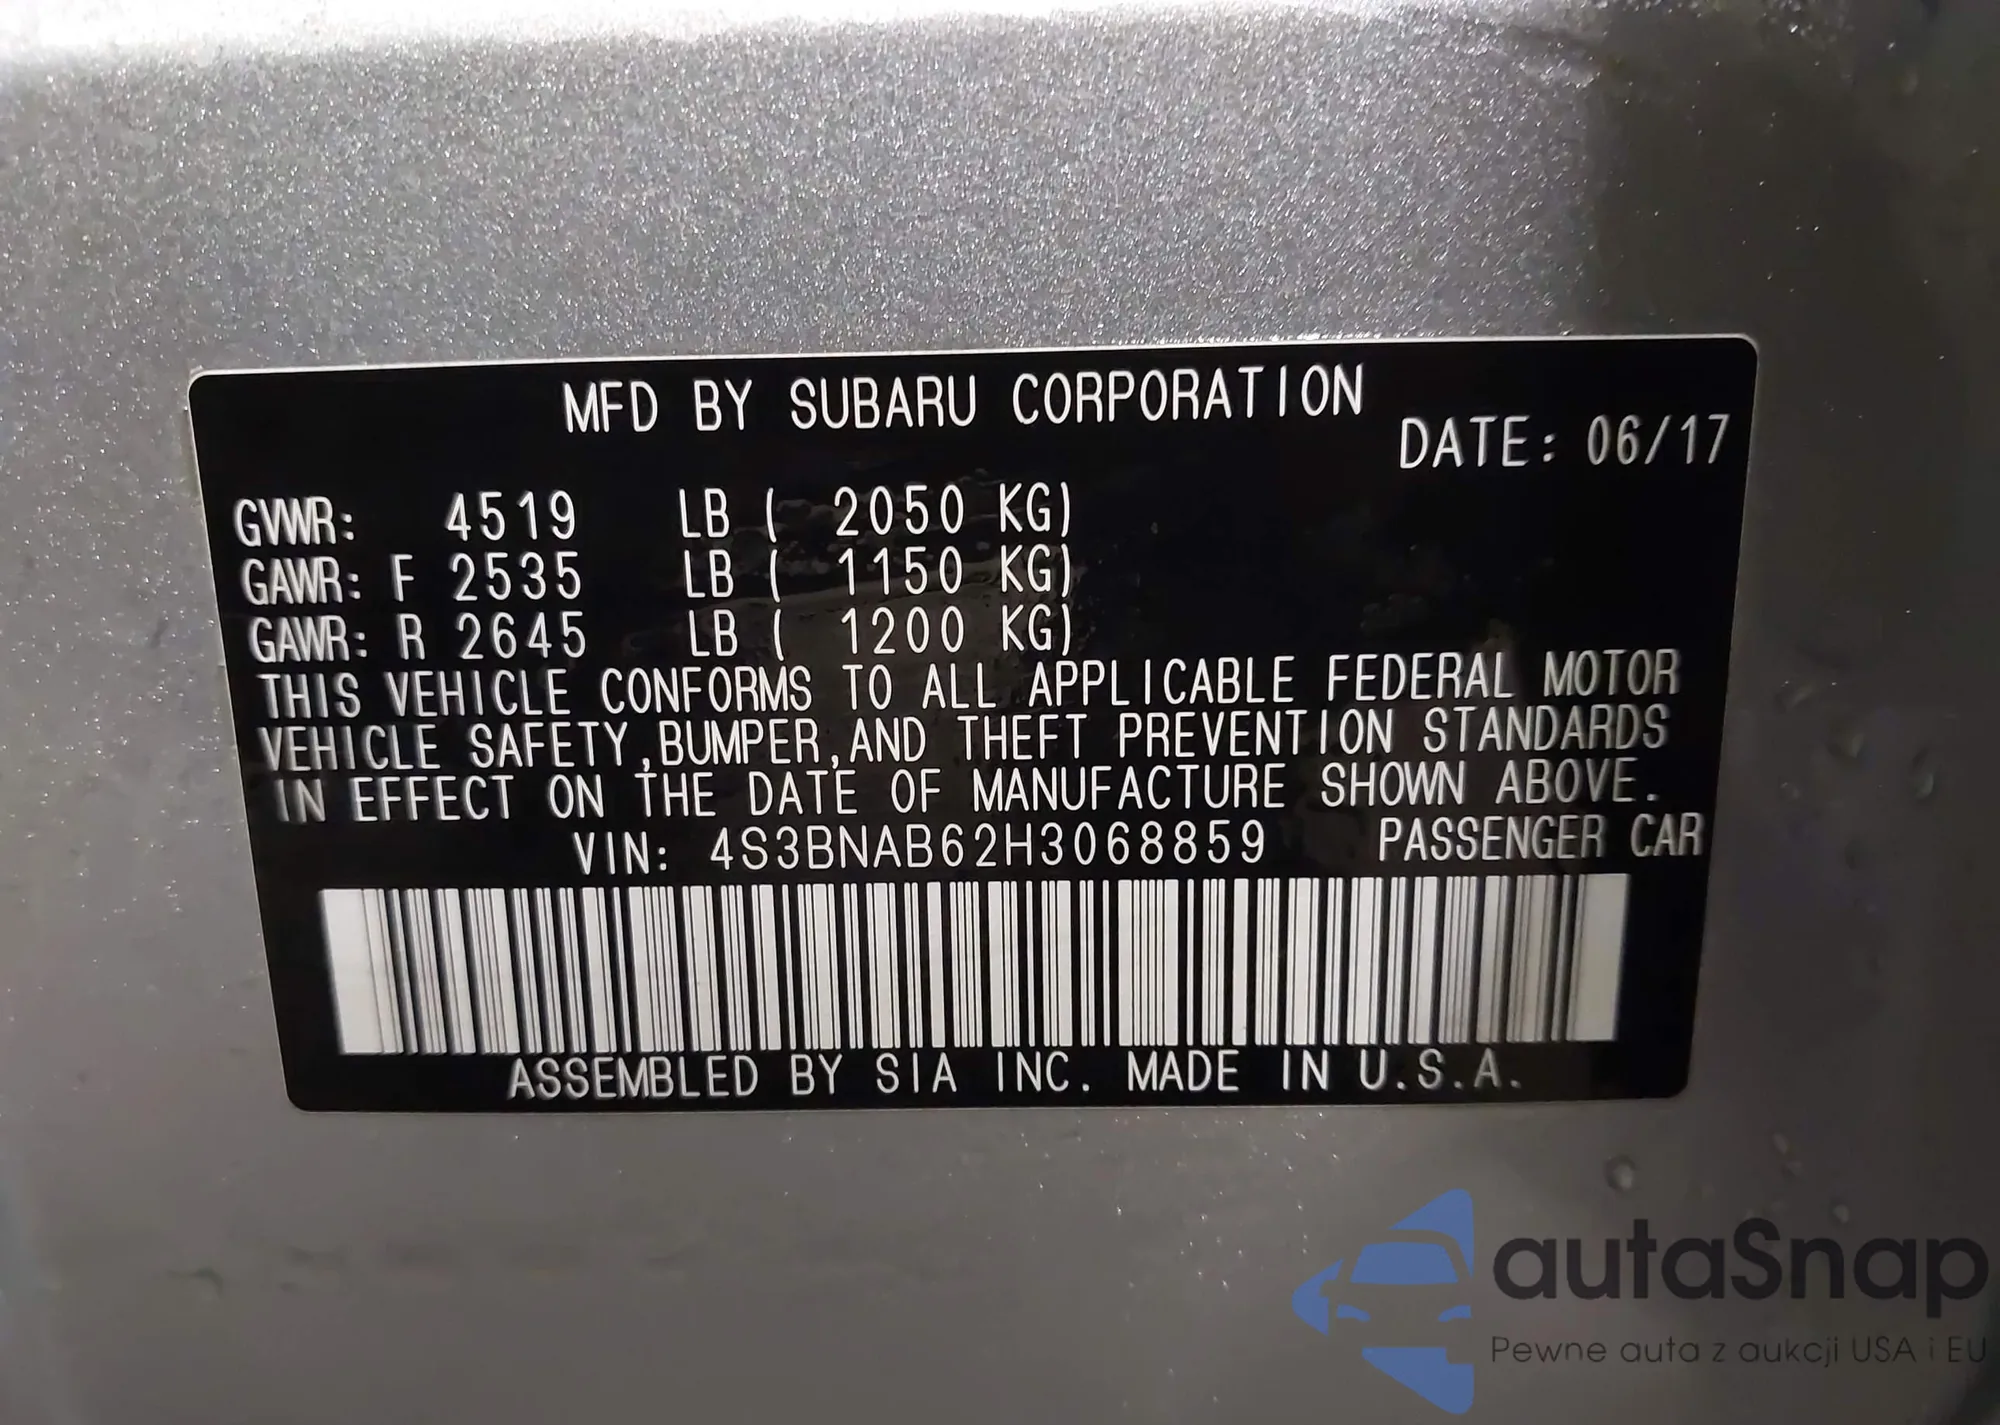 MFD BY SUBARU CORPORATION
DATE: 06/17
GVWR: 4519 LB ( 2050 KG)
GAWR: F 2535 LB ( 1150 KG)
GAWR: R 2645 LB ( 1200 KG)
THIS VEHICLE CONFORMS TO ALL APPLICABLE FEDERAL MOTOR
VEHICLE SAFETY,BUMPER,AND THEFT PREVENTION STANDARDS
IN EFFECT ON THE DATE OF MANUFACTURE SHOWN ABOVE.
VIN: 4S3BNAB62H3068859 PASSENGER CAR
ASSEMBLED BY SIA INC. MADE IN U.S.A.
autaSnap
Pewne auta z aukcji USA i EU